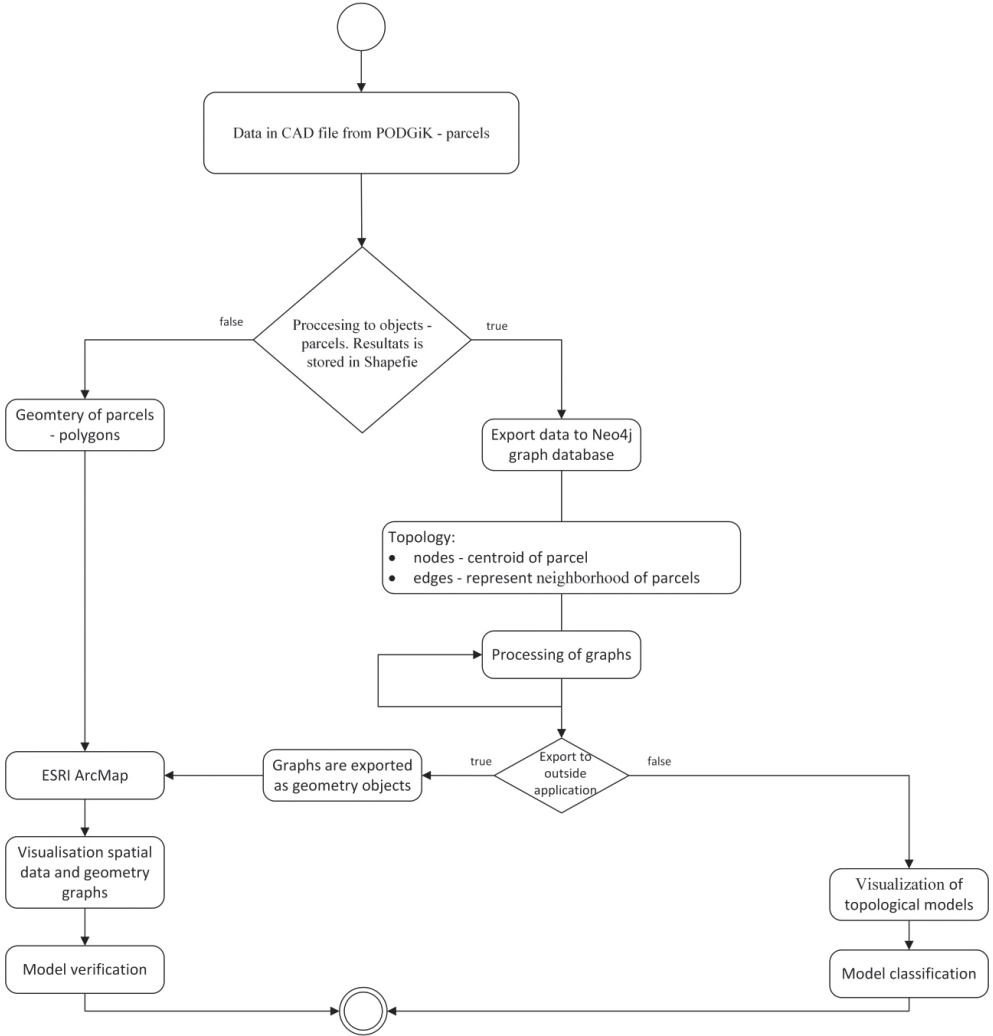 Data in CAD file from PODGiK - parcels
false
Proccesing to objects -
parcels. Resultats is
stored in Shapefie
true
Geomtery of parcels
- polygons
Export data to Neo4j
graph database
Topology:
• nodes - centroid of parcel
• edges - represent neighborhood of parcels
Processing of graphs
ESRI ArcMap
Graphs are exported
as geometry objects
true
Export to
outside
application
false
Visualisation spatial
data and geometry
graphs
Visualization of
topological models
Model verification
Model classification